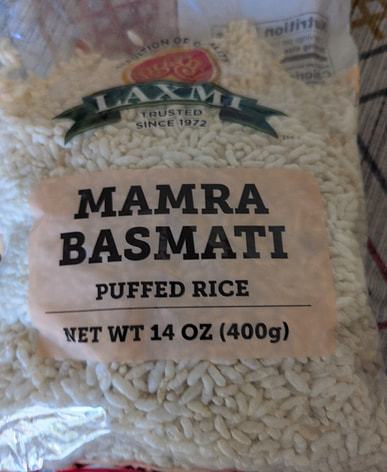 LAXMI
TRUSTED
SINCE 1972
MAMRA
BASMATI
PUFFED RICE
NET WT 14 OZ (400g)